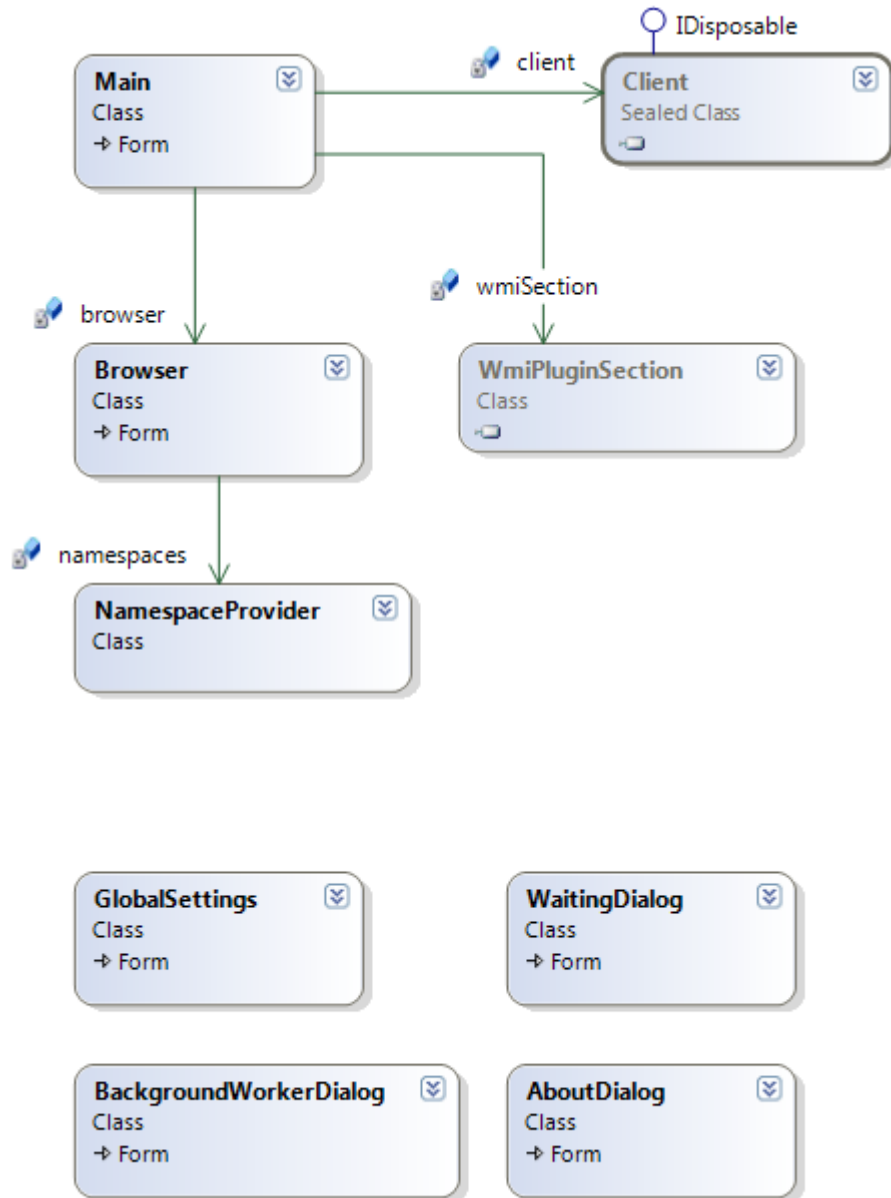 IDisposable
client
Main
Class
Form
Client
Sealed Class
wmiSection
browser
Browser
Class
Form
WmiPluginSection
Class
namespaces
NamespaceProvider
Class
GlobalSettings
Class
Form
WaitingDialog
Class
Form
BackgroundWorkerDialog
Class
Form
AboutDialog
Class
Form